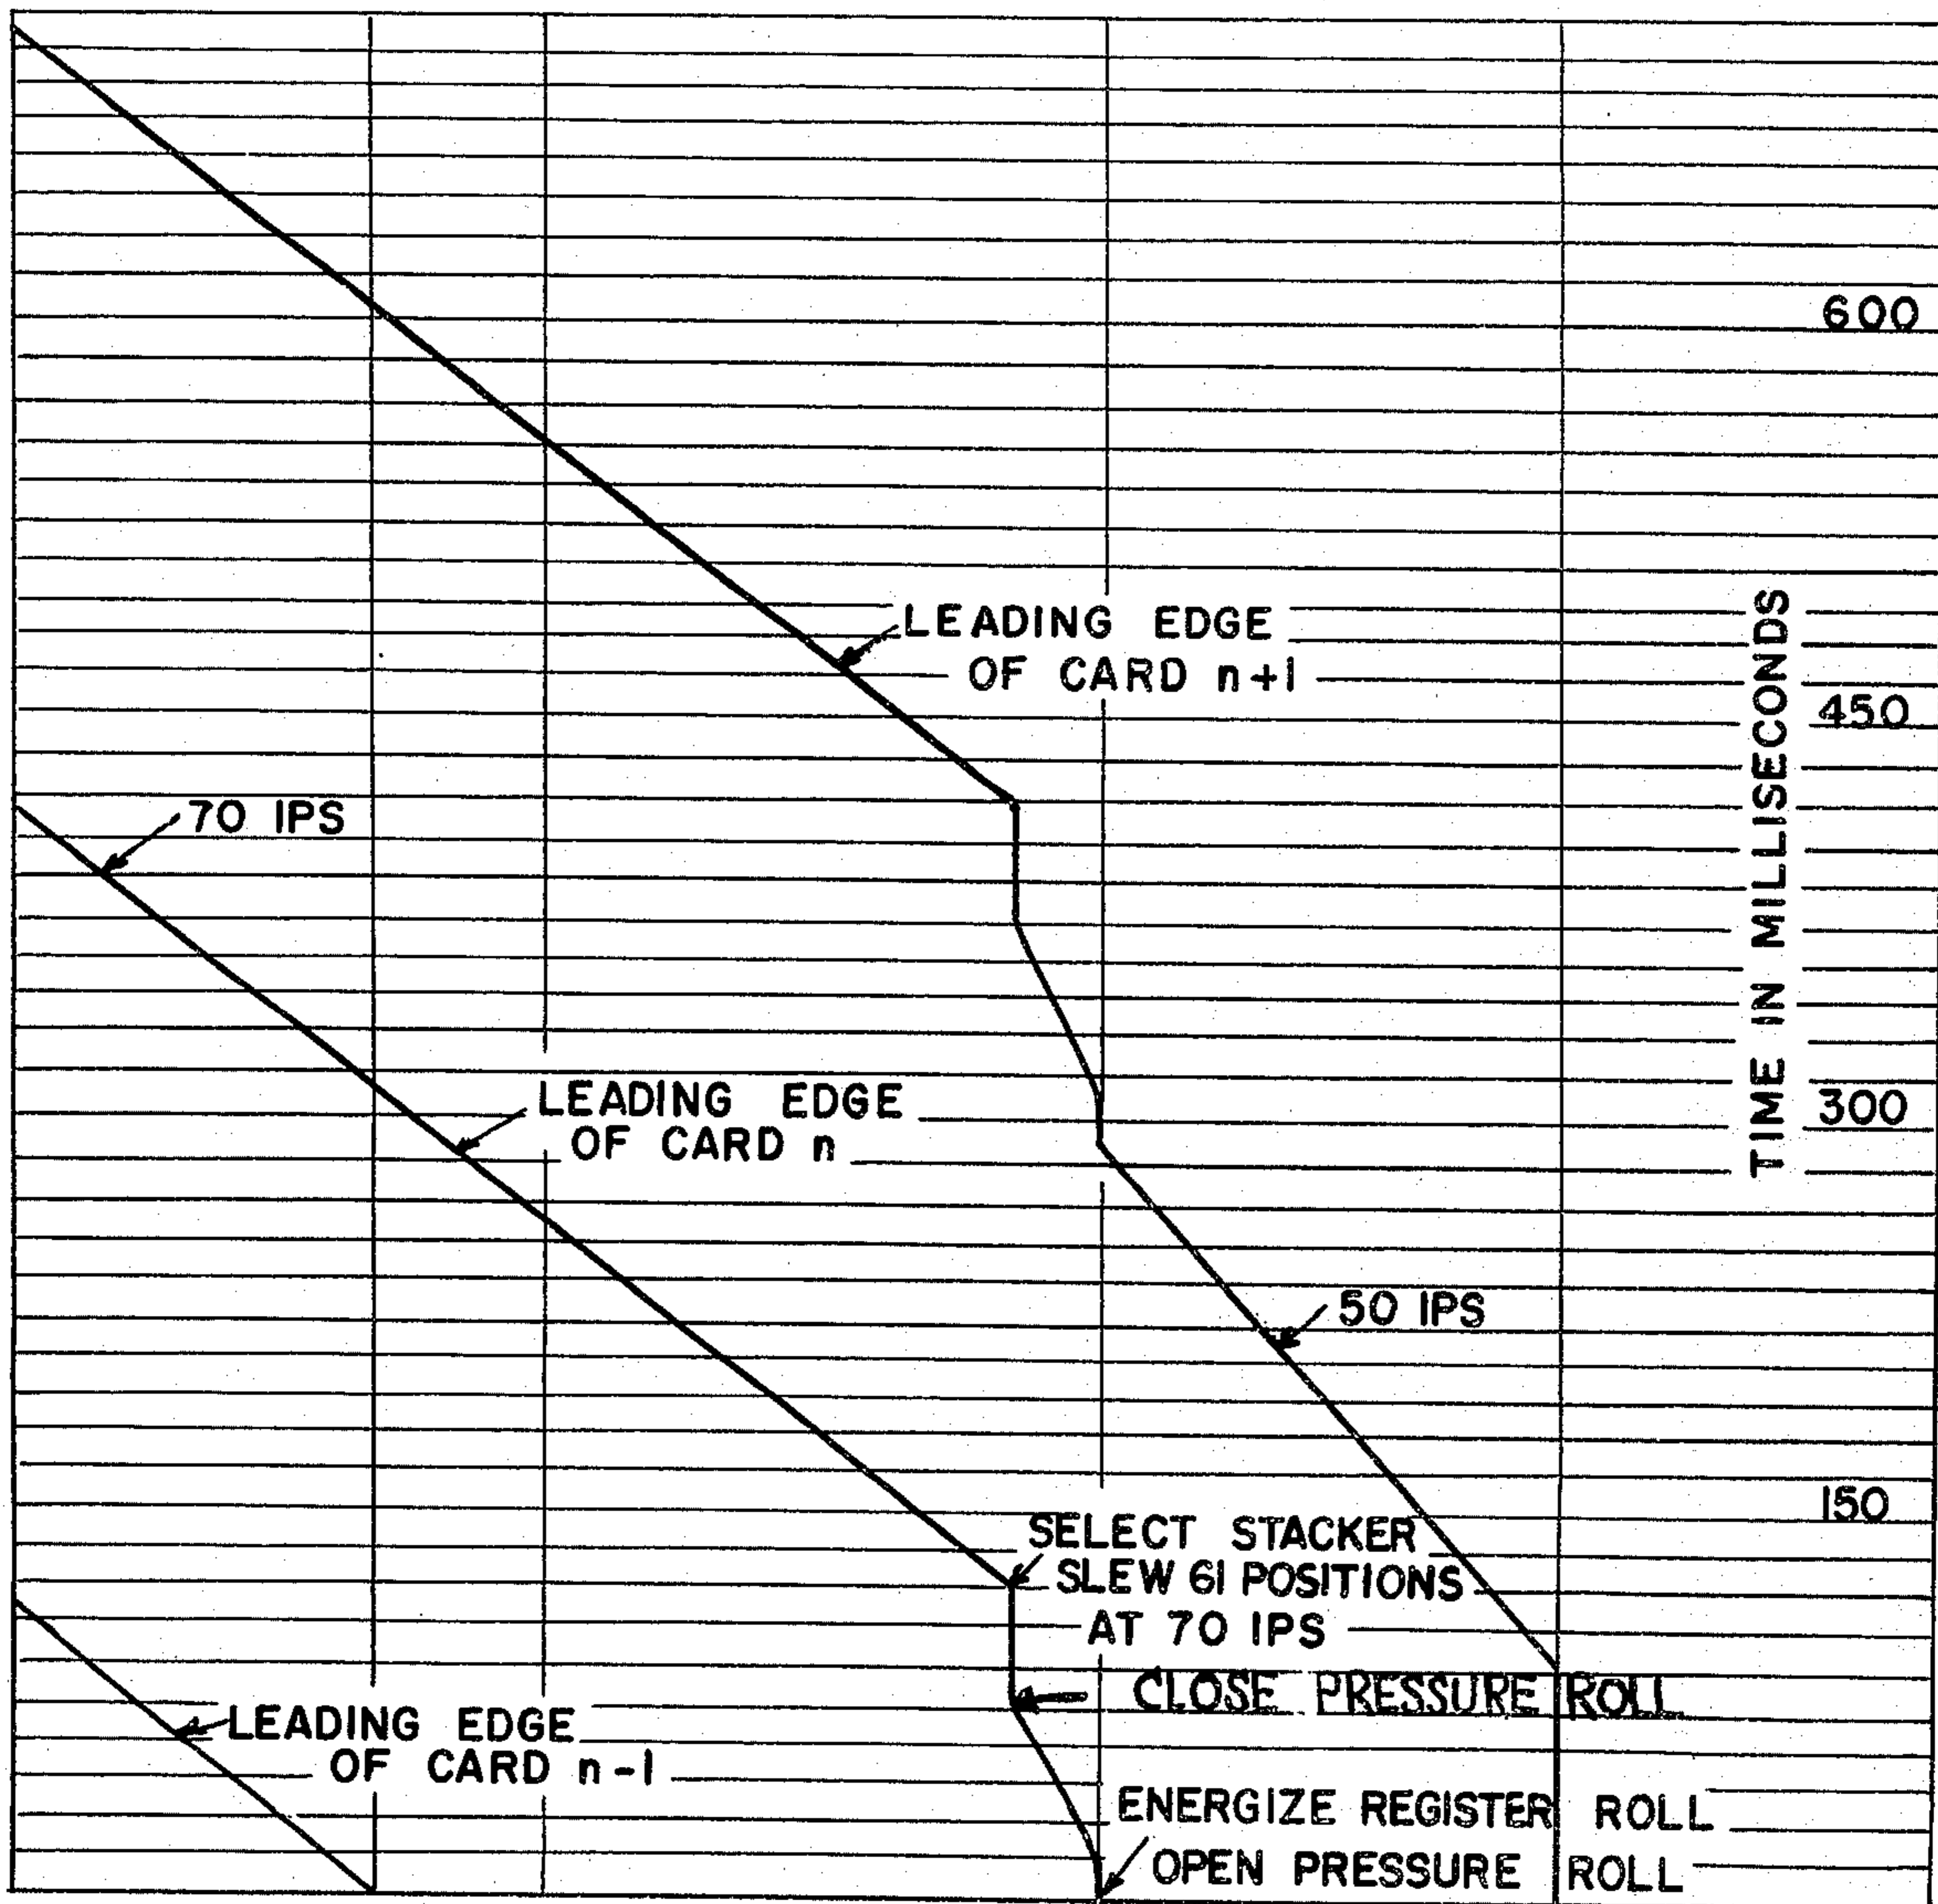 600
LEADING EDGE
OF CARD n+1
TIME IN MILLISECONDS
450
70 IPS
LEADING EDGE
OF CARD n
300
50 IPS
150
SELECT STACKER
SLEW 61 POSITIONS
AT 70 IPS
CLOSE PRESSURE ROLL
LEADING EDGE
OF CARD n-1
ENERGIZE REGISTER ROLL
OPEN PRESSURE ROLL